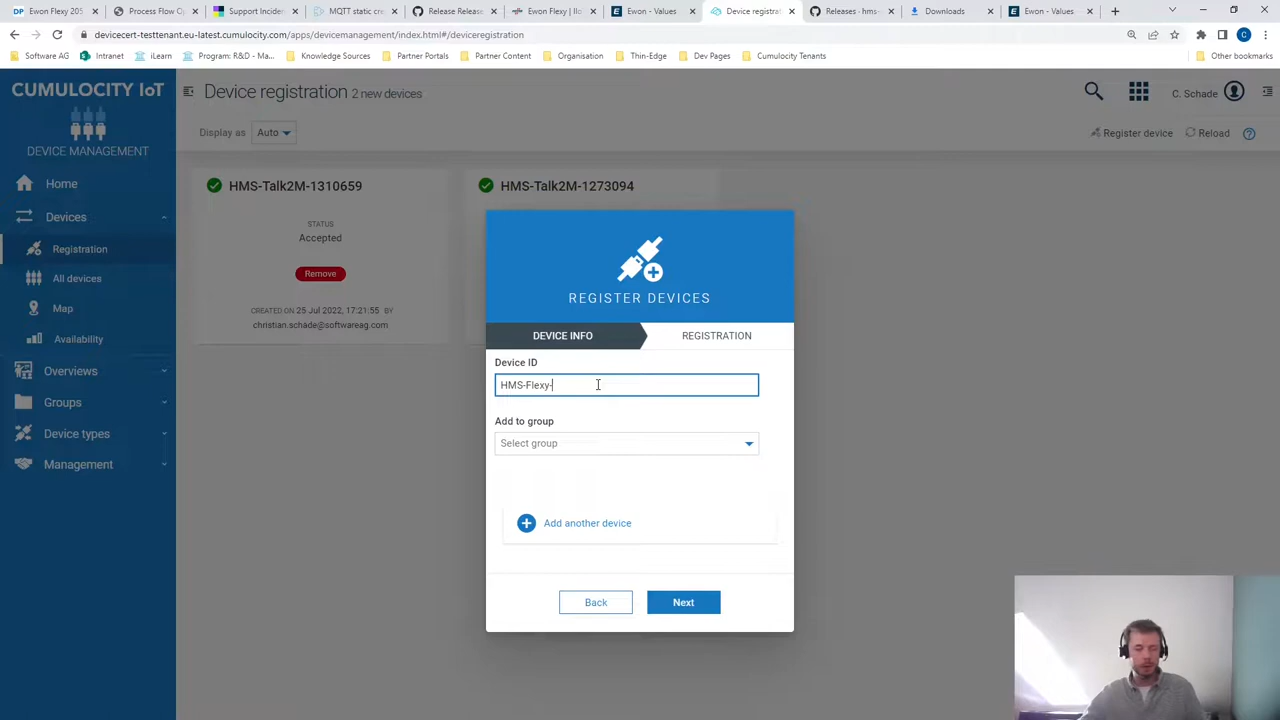 DP Ewon Flexy 205
Process Flow Qu
Support Inciden
MQTT static cre
Release Release
Ewon Flexy | Ilo
Ewon - Values
Device registrat
Releases · hms-
Downloads
Ewon - Values
devicecert-testtenant.eu-latest.cumulocity.com/apps/devicemanagement/index.html#/deviceregistration
Software AG
Intranet
iLearn
Program: R&D - Ma...
Knowledge Sources
Partner Portals
Partner Content
Organisation
Thin-Edge
Dev Pages
Cumulocity Tenants
Other bookmarks
CUMULOCITY IoT
DEVICE MANAGEMENT
Home
Devices
Registration
All devices
Map
Availability
Overviews
Groups
Device types
Management
Device registration 2 new devices
C. Schade
Display as
Auto
Register device
Reload
HMS-Talk2M-1310659
STATUS
Accepted
Remove
CREATED ON 25 Jul 2022, 17:21:55 BY
christian.schade@softwareag.com
HMS-Talk2M-1273094
REGISTER DEVICES
DEVICE INFO
REGISTRATION
Device ID
HMS-Flexy-
Add to group
Select group
Add another device
Back
Next